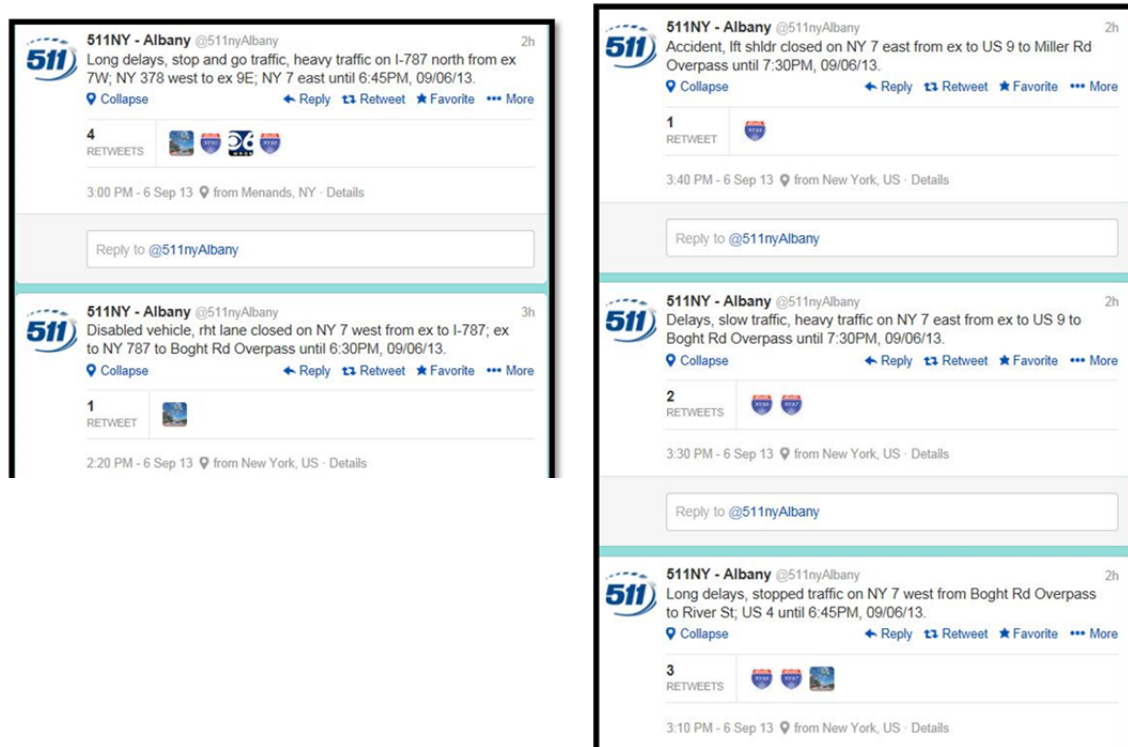 511NY - Albany @511nyAlbany 2h
511
Long delays, stop and go traffic, heavy traffic on I-787 north from ex
7W; NY 378 west to ex 9E; NY 7 east until 6:45PM, 09/06/13.
Collapse Reply Retweet Favorite More
4
RETWEETS
3:00 PM - 6 Sep 13 from Menands, NY · Details
Reply to @511nyAlbany
511NY - Albany @511nyAlbany 3h
511
Disabled vehicle, rht lane closed on NY 7 west from ex to I-787; ex
to NY 787 to Boght Rd Overpass until 6:30PM, 09/06/13.
Collapse Reply Retweet Favorite More
1
RETWEET
2:20 PM - 6 Sep 13 from New York, US · Details
511NY - Albany @511nyAlbany 2h
511
Accident, lft shldr closed on NY 7 east from ex to US 9 to Miller Rd
Overpass until 7:30PM, 09/06/13.
Collapse Reply Retweet Favorite More
1
RETWEET
3:40 PM - 6 Sep 13 from New York, US · Details
Reply to @511nyAlbany
511NY - Albany @511nyAlbany 2h
511
Delays, slow traffic, heavy traffic on NY 7 east from ex to US 9 to
Boght Rd Overpass until 7:30PM, 09/06/13.
Collapse Reply Retweet Favorite More
2
RETWEETS
3:30 PM - 6 Sep 13 from New York, US · Details
Reply to @511nyAlbany
511NY - Albany @511nyAlbany 2h
511
Long delays, stopped traffic on NY 7 west from Boght Rd Overpass
to River St; US 4 until 6:45PM, 09/06/13.
Collapse Reply Retweet Favorite More
3
RETWEETS
3:10 PM - 6 Sep 13 from New York, US · Details